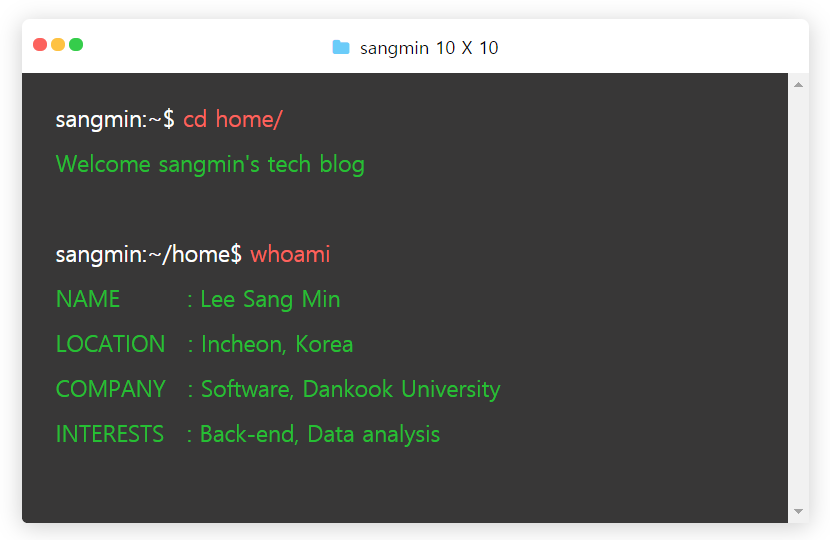 sangmin 10 X 10
sangmin:~$ cd home/
Welcome sangmin's tech blog
sangmin:~/home$ whoami
NAME : Lee Sang Min
LOCATION : Incheon, Korea
COMPANY : Software, Dankook University
INTERESTS : Back-end, Data analysis